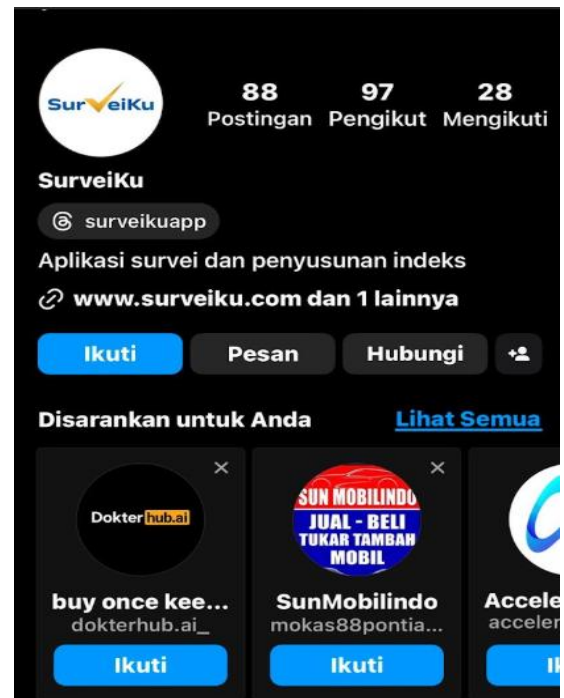 SurveiKu
88 97 28
Postingan Pengikut Mengikuti
SurveiKu
surveikuapp
Aplikasi survei dan penyusunan indeks
www.surveiku.com dan 1 lainnya
Ikuti Pesan Hubungi
Disarankan untuk Anda Lihat Semua
Dokter hub.ai
SUN MOBILINDO
JUAL - BELI
TUKAR TAMBAH
MOBIL
buy once kee... SunMobilindo Accele
dokterhub.ai_ mokas88pontia... acceler
Ikuti Ikuti